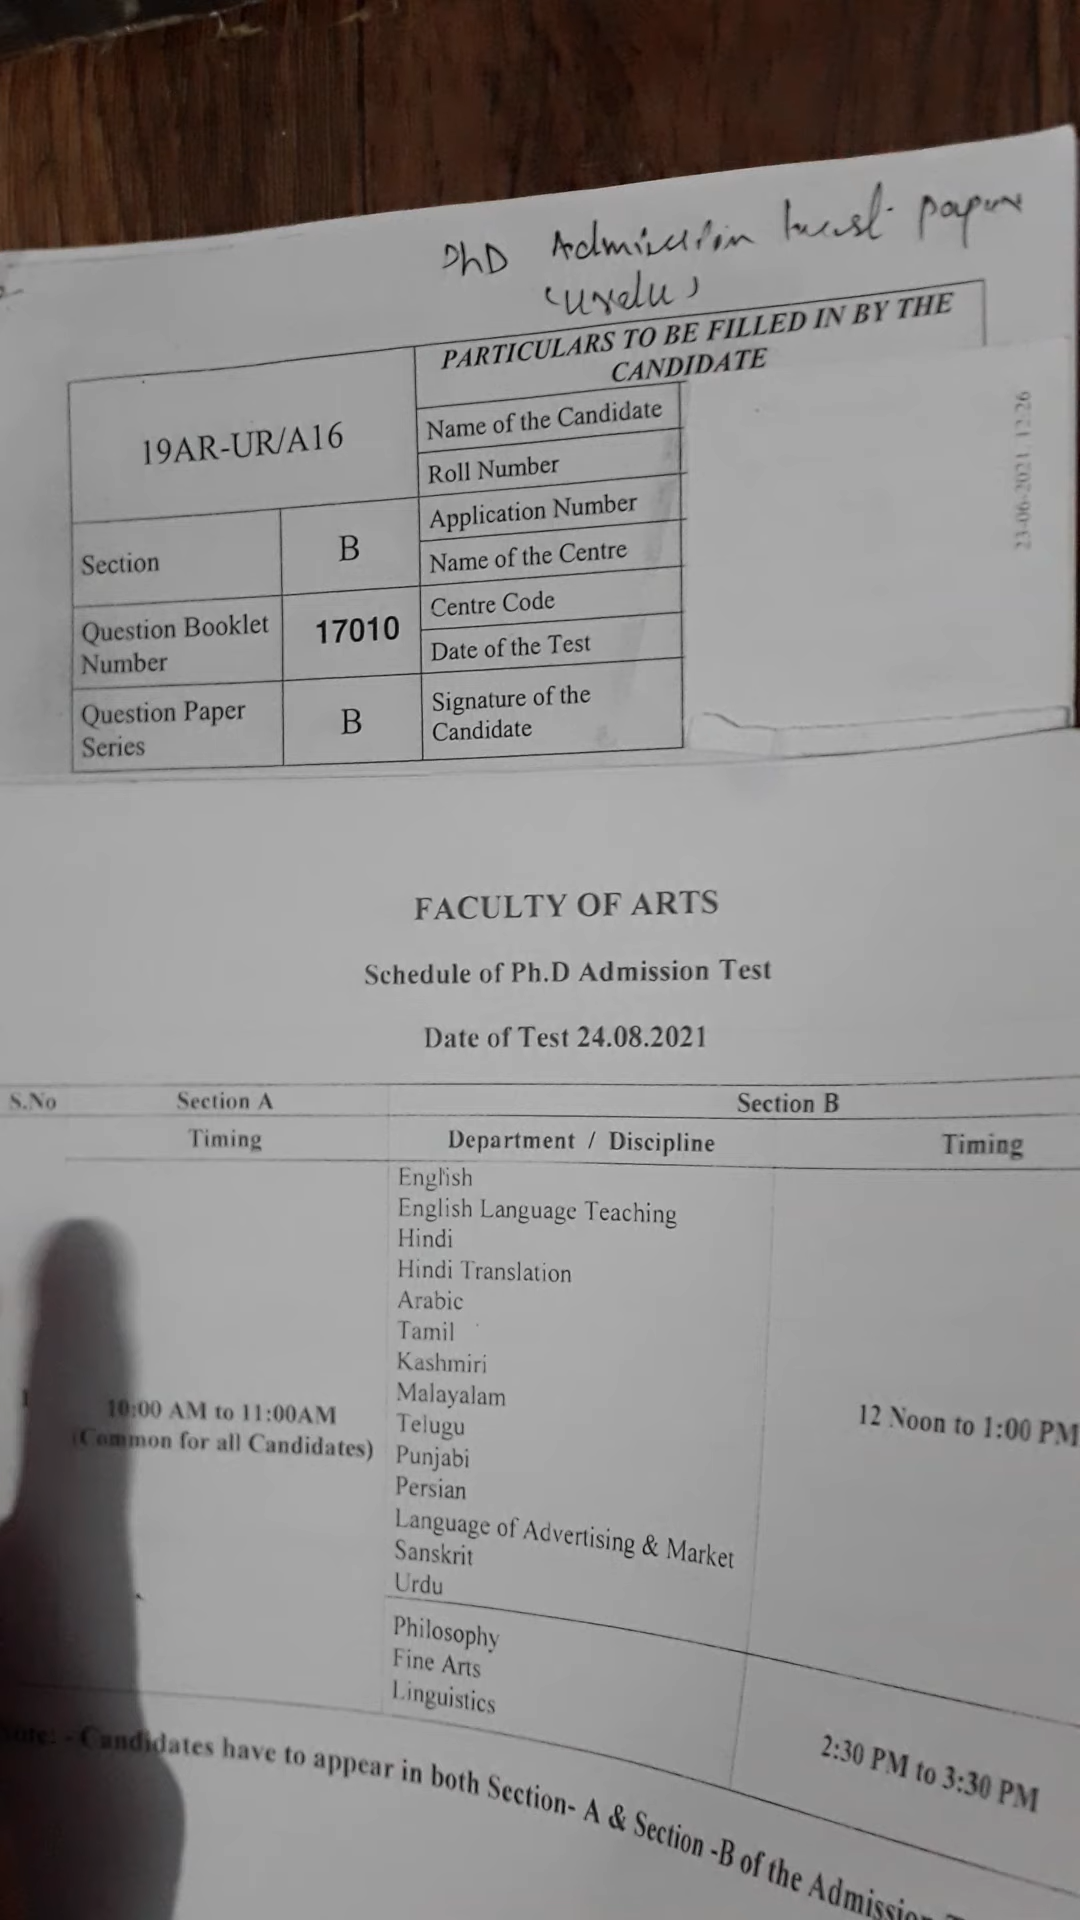 PhD Admission test paper
(urdu)
PARTICULARS TO BE FILLED IN BY THE
CANDIDATE
19AR-UR/A16
Name of the Candidate
Roll Number
Application Number
Section
B
Name of the Centre
Centre Code
Question Booklet
Number
17010
Date of the Test
Question Paper
Series
B
Signature of the
Candidate
23-06-2021, 12:26
FACULTY OF ARTS
Schedule of Ph.D Admission Test
Date of Test 24.08.2021
S.No
Section A
Section B
Timing
Department / Discipline
Timing
English
English Language Teaching
Hindi
Hindi Translation
Arabic
Tamil
Kashmiri
Malayalam
Telugu
Punjabi
Persian
Language of Advertising & Market
Sanskrit
Urdu
10:00 AM to 11:00AM
(Common for all Candidates)
12 Noon to 1:00 PM
Philosophy
Fine Arts
Linguistics
2:30 PM to 3:30 PM
Note: - Candidates have to appear in both Section- A & Section -B of the Admission